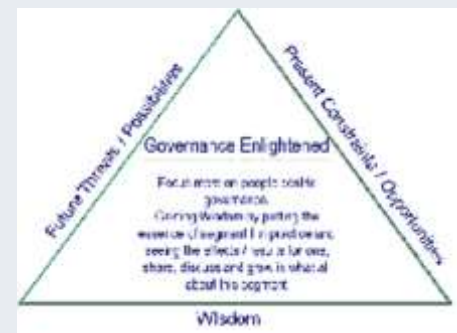 Future Threats / Possibilities
Present Constraints / Opportunities
Governance Enlightened
Focus more on people centric
governance.
Gaining Wisdom by putting the
essence of segment I in practice and
seeing the effects / results for one,
share, discuss and grow is what all
about this segment
Wisdom